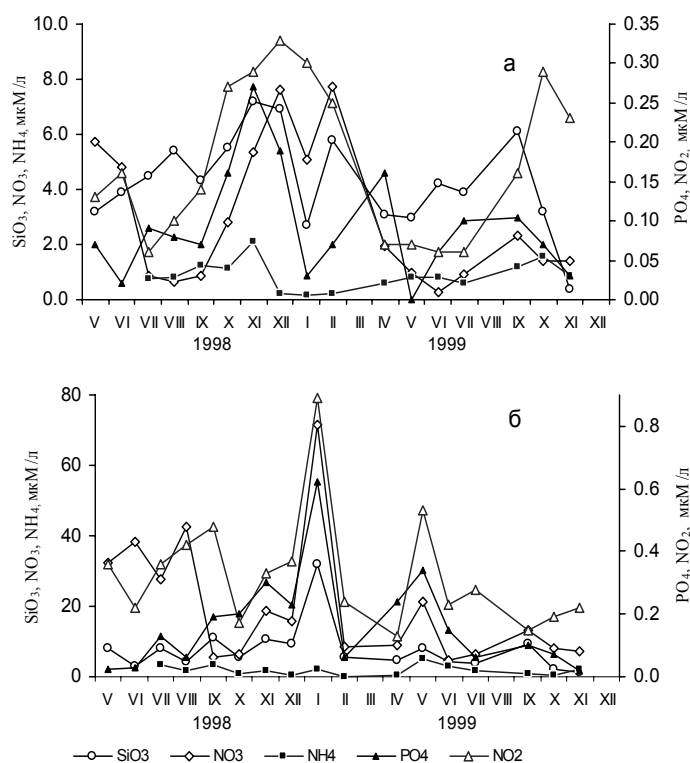 а
SiO3, NO3, NH4, мкМ/л
10.0
8.0
6.0
4.0
2.0
0.0
PO4, NO2, мкМ/л
0.35
0.30
0.25
0.20
0.15
0.10
0.05
0.00
V VI VII VIII IX X XI XII I II III IV V VI VII VIII IX X XI XII
1998 1999
б
SiO3, NO3, NH4, мкМ/л
80
60
40
20
0
PO4, NO2, мкМ/л
0.8
0.6
0.4
0.2
0.0
V VI VII VIII IX X XI XII I II III IV V VI VII VIII IX X XI XII
1998 1999
SiO3 NO3 NH4 PO4 NO2